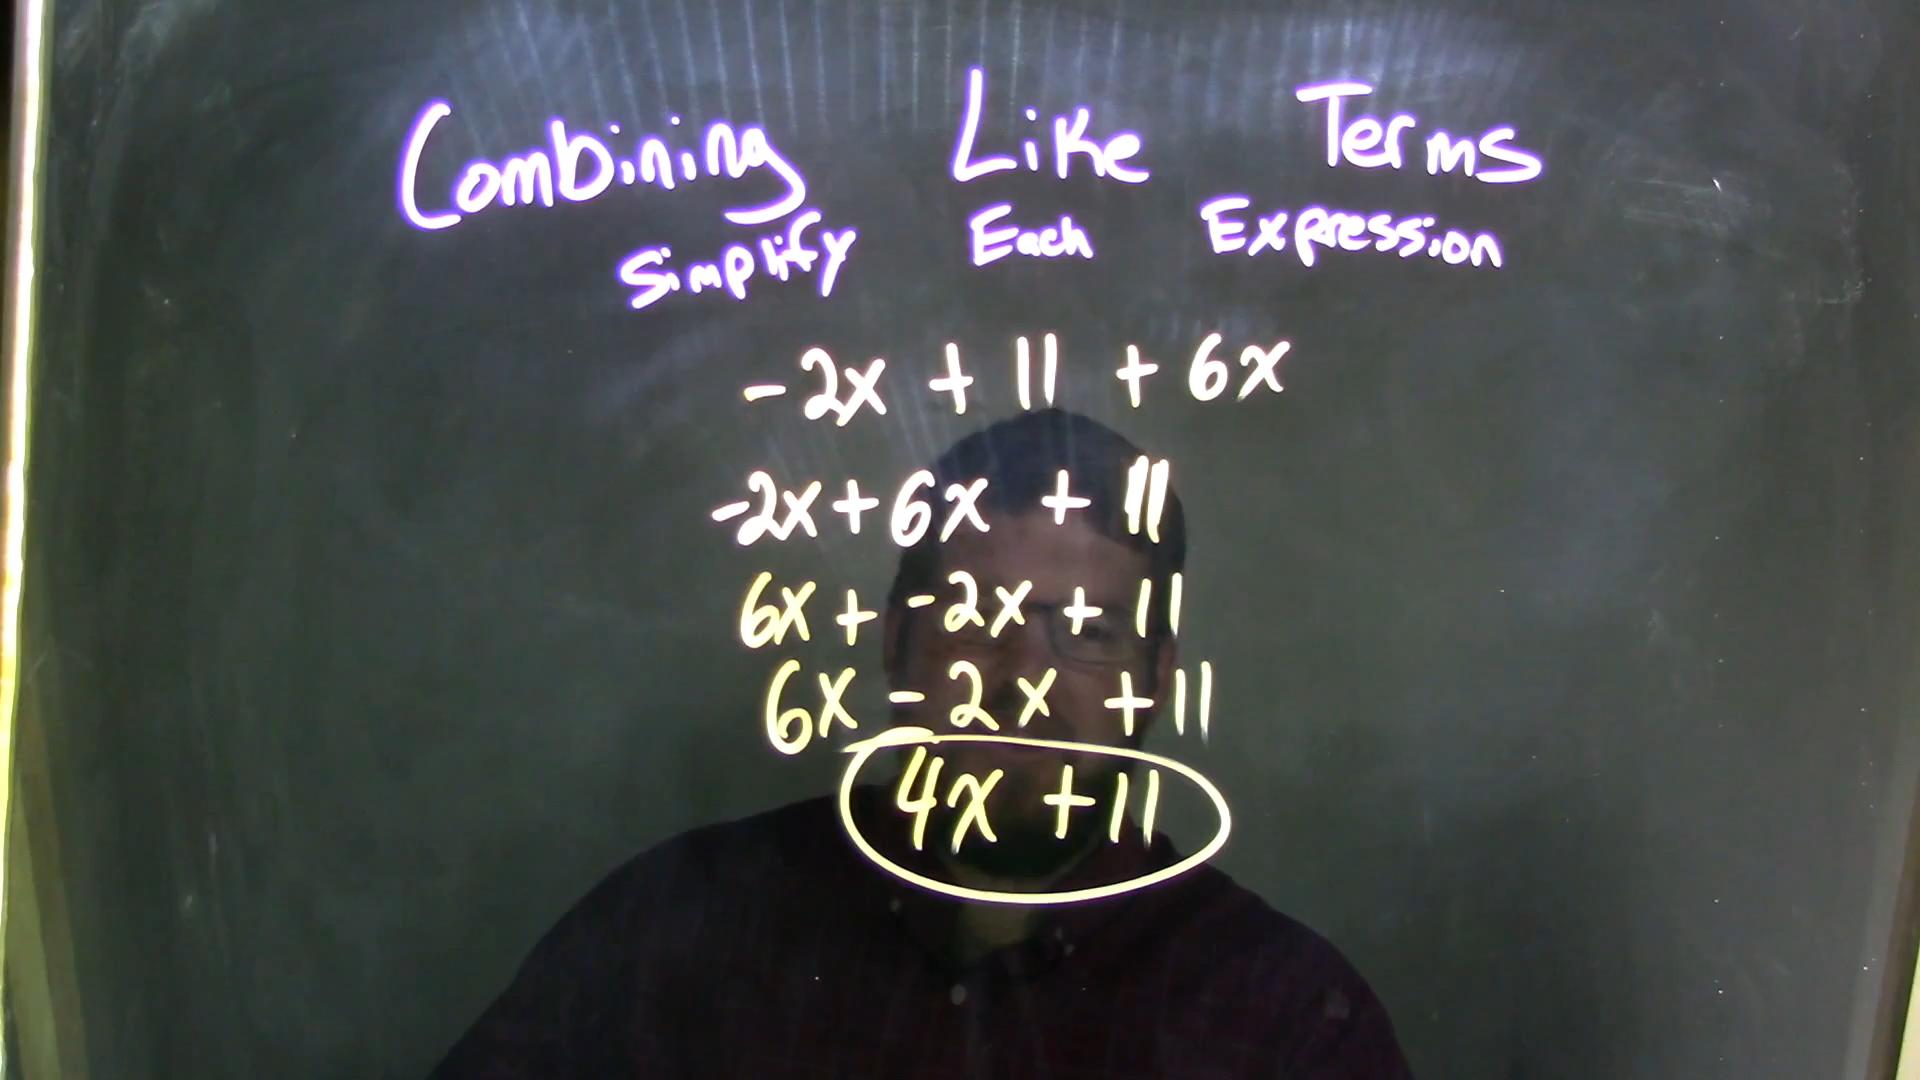 Combining Like Terms
Simplify Each Expression
-2x + 11 + 6x
-2x + 6x + 11
6x + -2x + 11
6x - 2x + 11
4x + 11